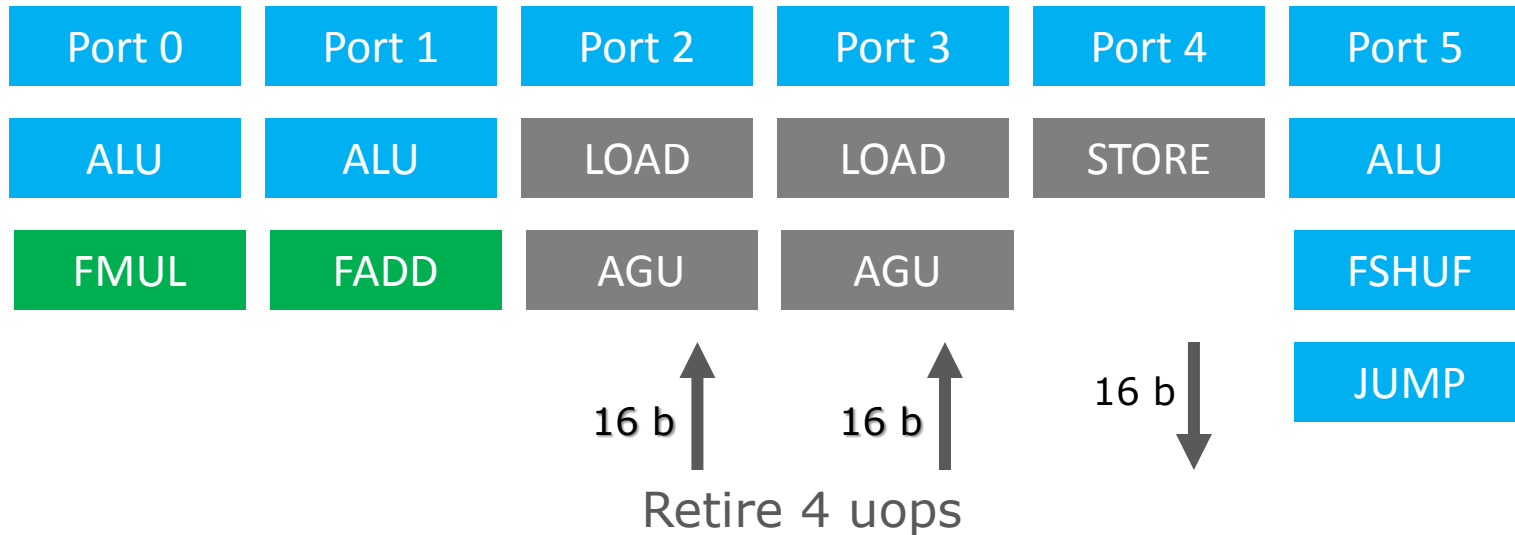 Port 0 Port 1 Port 2 Port 3 Port 4 Port 5
ALU ALU LOAD LOAD STORE ALU
FMUL FADD AGU AGU FSHUF
16 b 16 b 16 b JUMP
Retire 4 uops